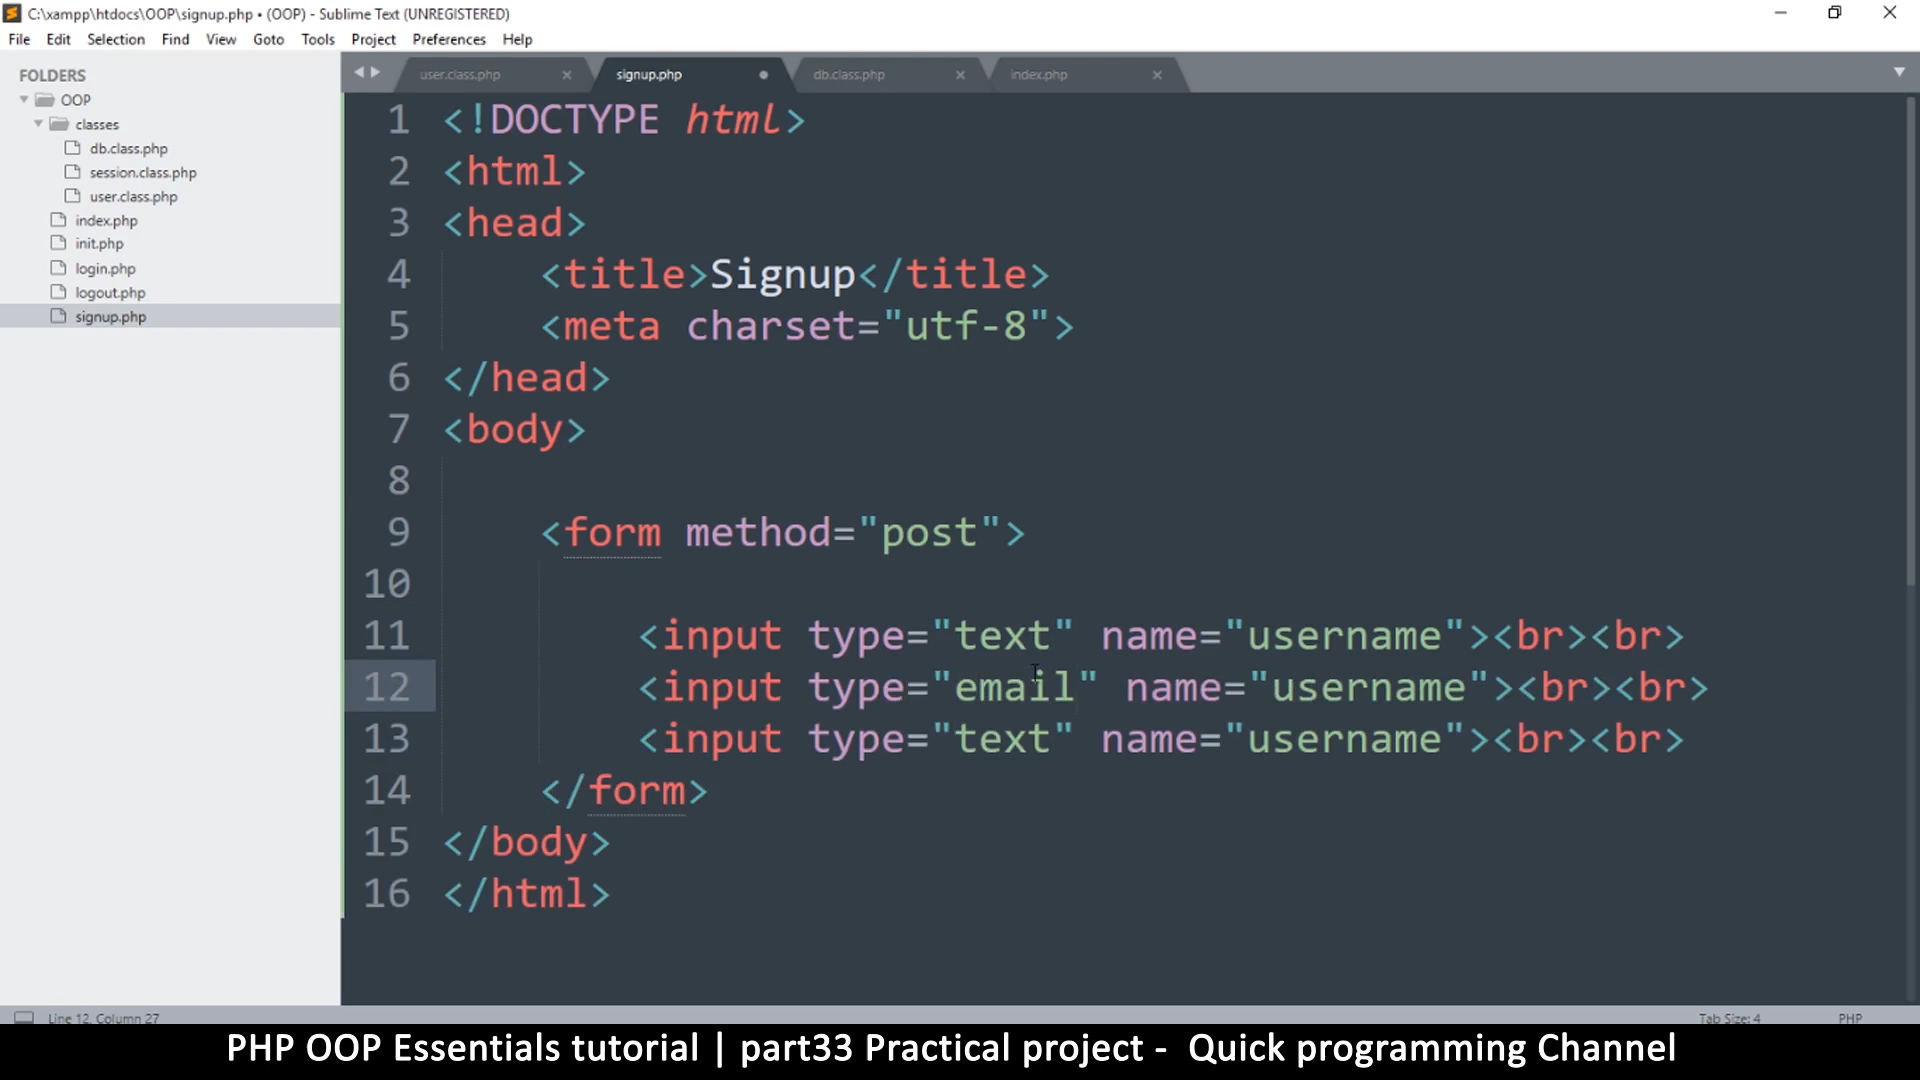 C:\xampp\htdocs\OOP\signup.php • (OOP) - Sublime Text (UNREGISTERED)
File Edit Selection Find View Goto Tools Project Preferences Help
FOLDERS
OOP
classes
db.class.php
session.class.php
user.class.php
index.php
init.php
login.php
logout.php
signup.php
user.class.php signup.php db.class.php index.php
1 <!DOCTYPE html>
2 <html>
3 <head>
4 <title>Signup</title>
5 <meta charset="utf-8">
6 </head>
7 <body>
8
9 <form method="post">
10
11 <input type="text" name="username"><br><br>
12 <input type="email" name="username"><br><br>
13 <input type="text" name="username"><br><br>
14 </form>
15 </body>
16 </html>
Line 12, Column 27 Tab Size: 4 PHP
PHP OOP Essentials tutorial | part33 Practical project - Quick programming Channel